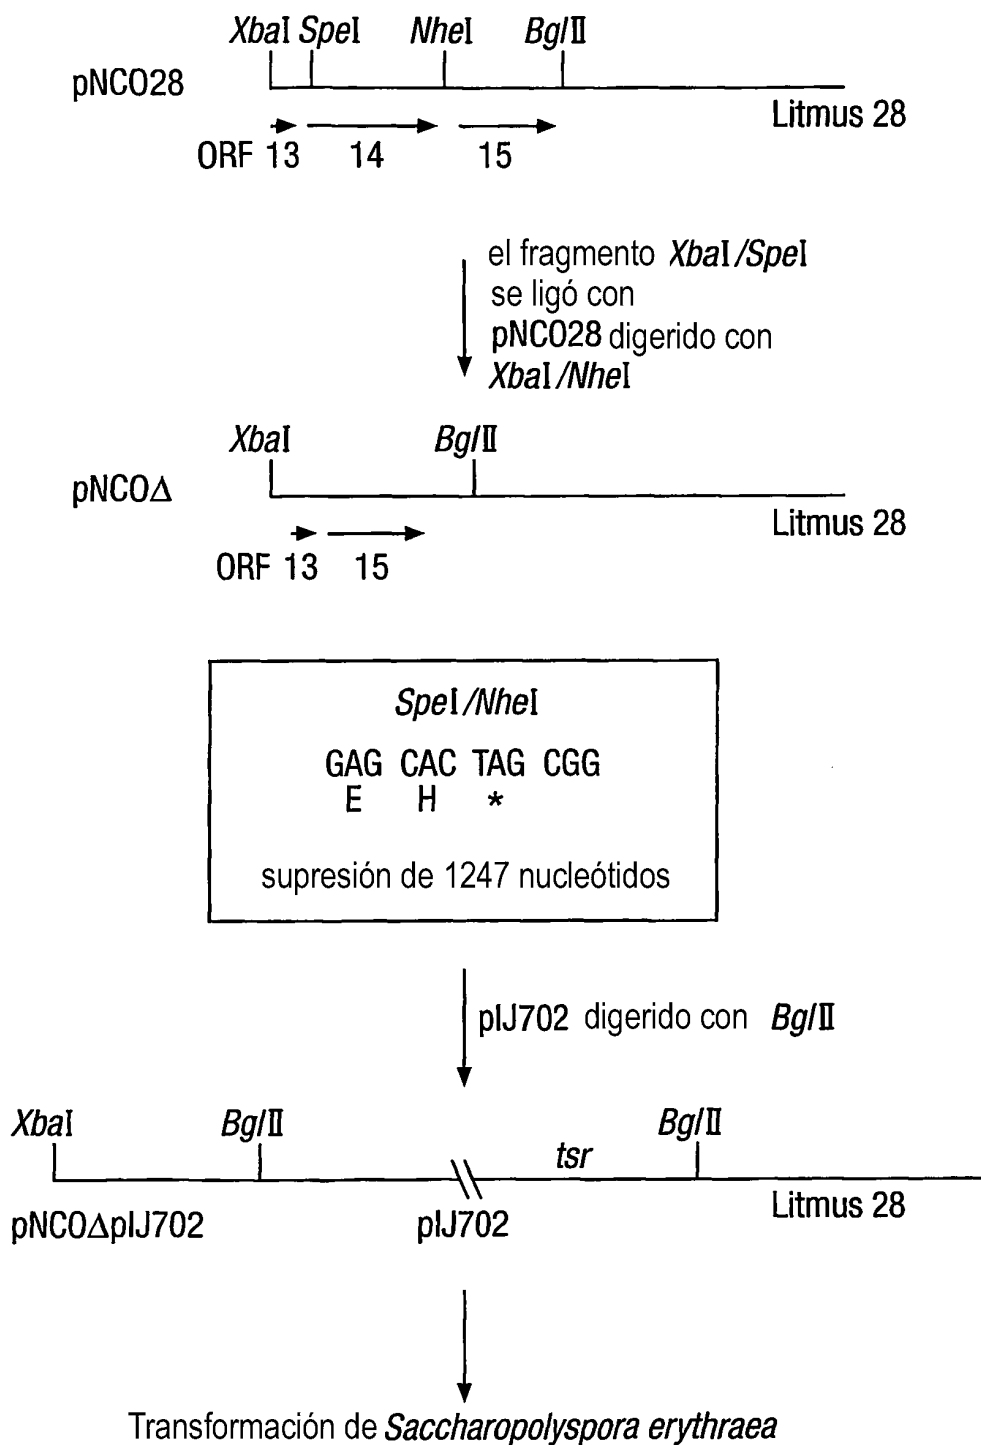 XbaI SpeI NheI BglII
pNCO28
Litmus 28
ORF 13 14 15
el fragmento XbaI/SpeI
se ligó con
pNCO28 digerido con
XbaI/NheI
XbaI BglII
pNCOΔ
Litmus 28
ORF 13 15
SpeI/NheI
GAG CAC TAG CGG
E H *
supresión de 1247 nucleótidos
pIJ702 digerido con BglII
XbaI BglII tsr BglII
pNCOΔpIJ702 pIJ702 Litmus 28
Transformación de Saccharopolyspora erythraea